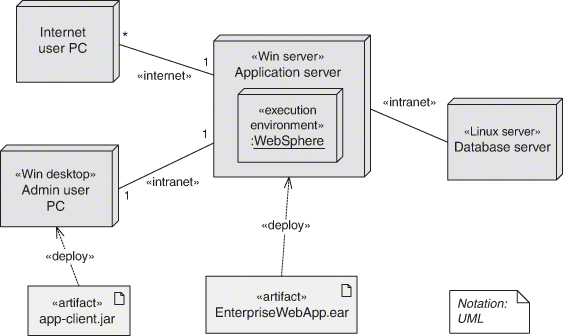 Internet
user PC
*
1
«internet»
«Win server»
Application server
«execution
environment»
:WebSphere
«intranet»
«Linux server»
Database server
1
«Win desktop»
Admin user
PC
1
«intranet»
«deploy»
«deploy»
«artifact»
app-client.jar
«artifact»
EnterpriseWebApp.ear
Notation:
UML